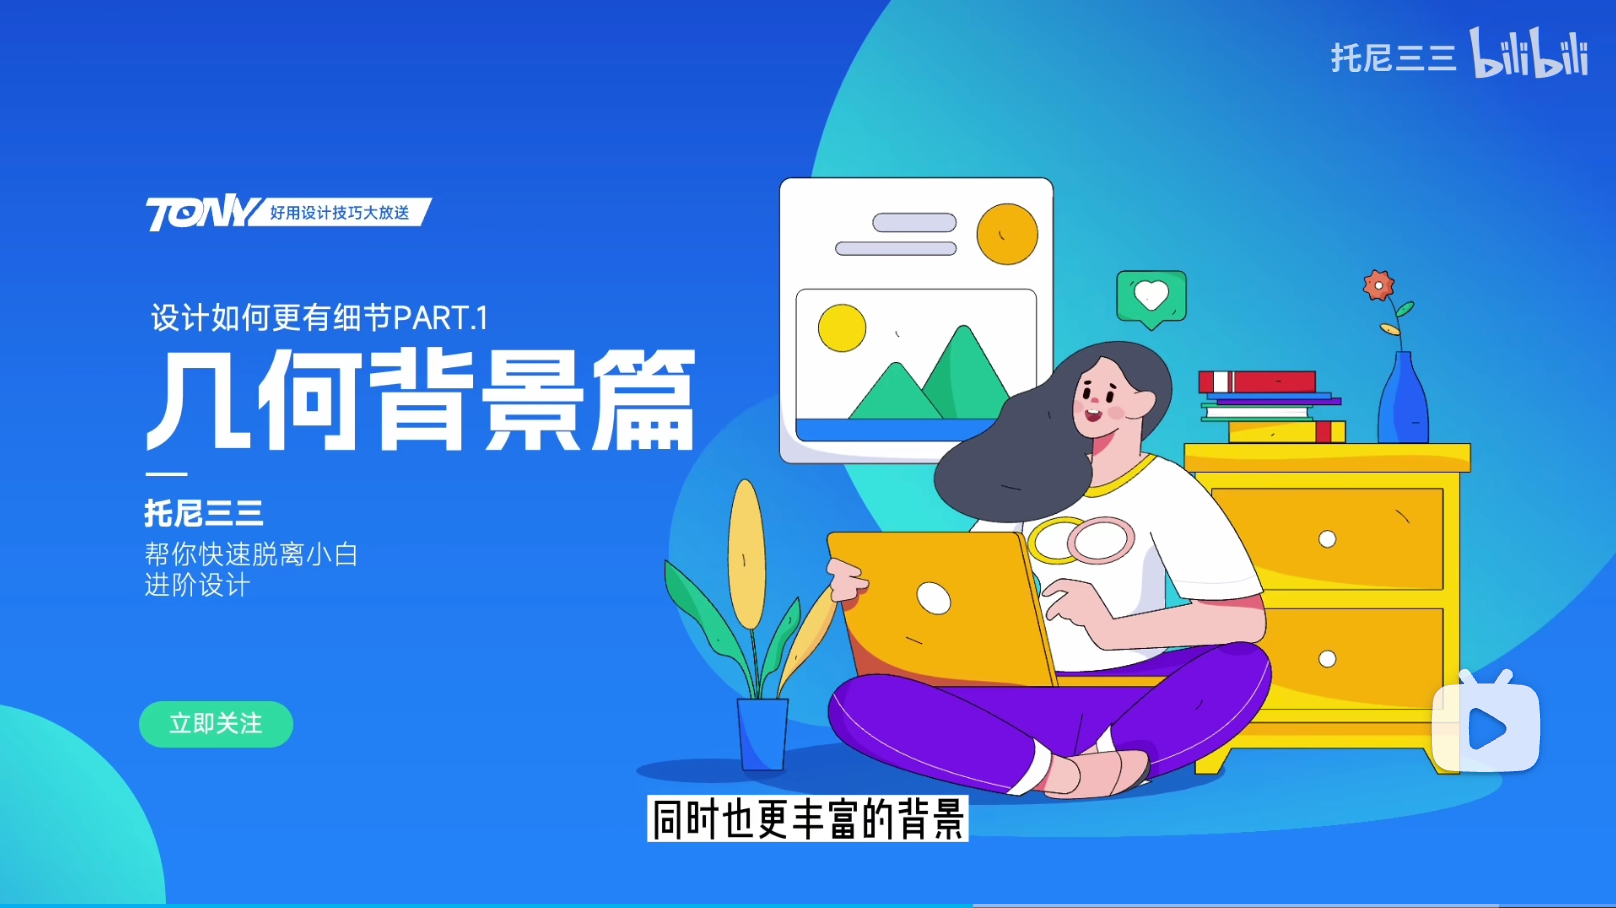 托尼三三 bilibili
TONY 好用设计技巧大放送
设计如何更有细节PART.1
几何背景篇
托尼三三
帮你快速脱离小白
进阶设计
立即关注
同时也更丰富的背景